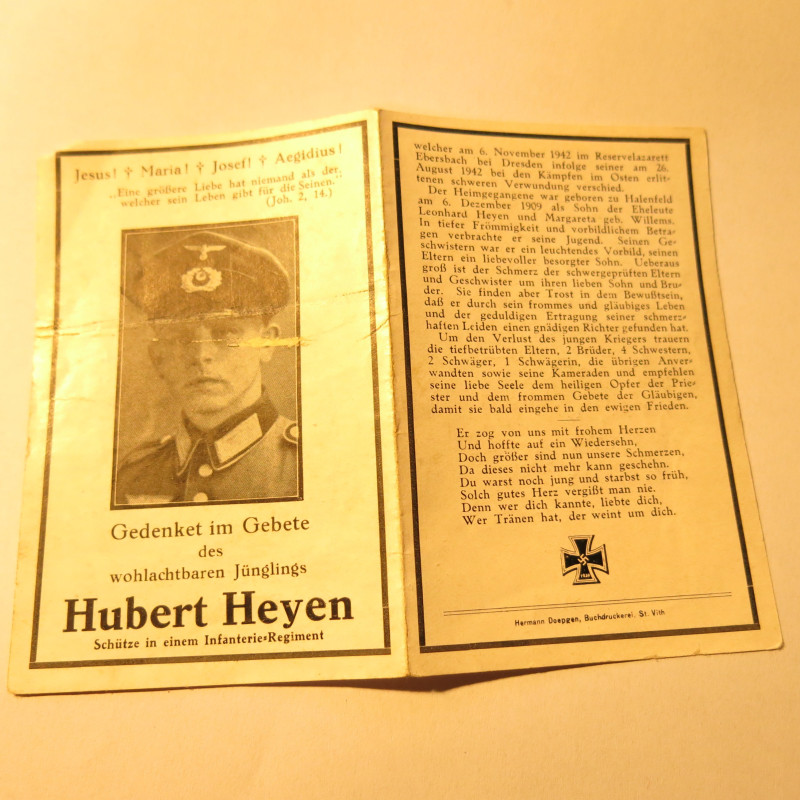 Jesus! † Maria! † Josef! † Aegidius!
„Eine größere Liebe hat niemand als der,
welcher sein Leben gibt für die Seinen.“
(Joh. 2, 14.)
Gedenket im Gebete
des
wohlachtbaren Jünglings
Hubert Heyen
Schütze in einem Infanterie-Regiment
welcher am 6. November 1942 im Reservelazarett
Ebersbach bei Dresden infolge seiner am 26.
August 1942 bei den Kämpfen im Osten erlit-
tenen schweren Verwundung verschied.
Der Heimgegangene war geboren zu Halenfeld
am 6. Dezember 1909 als Sohn der Eheleute
Leonhard Heyen und Margareta geb. Willems.
In tiefer Frömmigkeit und vorbildlichem Betra-
gen verbrachte er seine Jugend. Seinen Ge-
schwistern war er ein leuchtendes Vorbild, seinen
Eltern ein liebevoller besorgter Sohn. Ueberaus
groß ist der Schmerz der schwergeprüften Eltern
und Geschwister um ihren lieben Sohn und Bru-
der. Sie finden aber Trost in dem Bewußtsein,
daß er durch sein frommes und gläubiges Leben
und der geduldigen Ertragung seiner schmerz-
haften Leiden einen gnädigen Richter gefunden hat.
Um den Verlust des jungen Kriegers trauern
die tiefbetrübten Eltern, 2 Brüder, 4 Schwestern,
2 Schwäger, 1 Schwägerin, die übrigen Anver-
wandten sowie seine Kameraden und empfehlen
seine liebe Seele dem heiligen Opfer der Prie-
ster und dem frommen Gebete der Gläubigen,
damit sie bald eingehe in den ewigen Frieden.
Er zog von uns mit frohem Herzen
Und hoffte auf ein Wiedersehn,
Doch größer sind nun unsere Schmerzen,
Da dieses nicht mehr kann geschehn.
Du warst noch jung und starbst so früh,
Solch gutes Herz vergißt man nie.
Denn wer dich kannte, liebte dich,
Wer Tränen hat, der weint um dich.
1939
Hermann Doepgen, Buchdruckerei, St. Vith